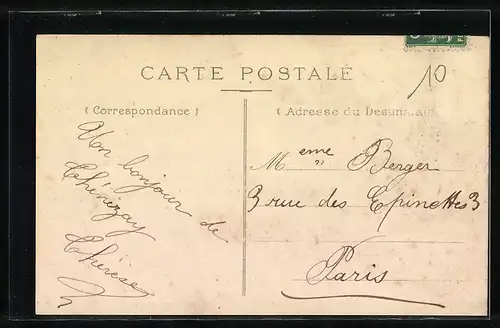 CARTE POSTALE
10
( Correspondance )
( Adresse du Destinataire
Un bonjour de
Chérizay
Thérèse
Meme Berger
3 rue des Epinettes 3
Paris